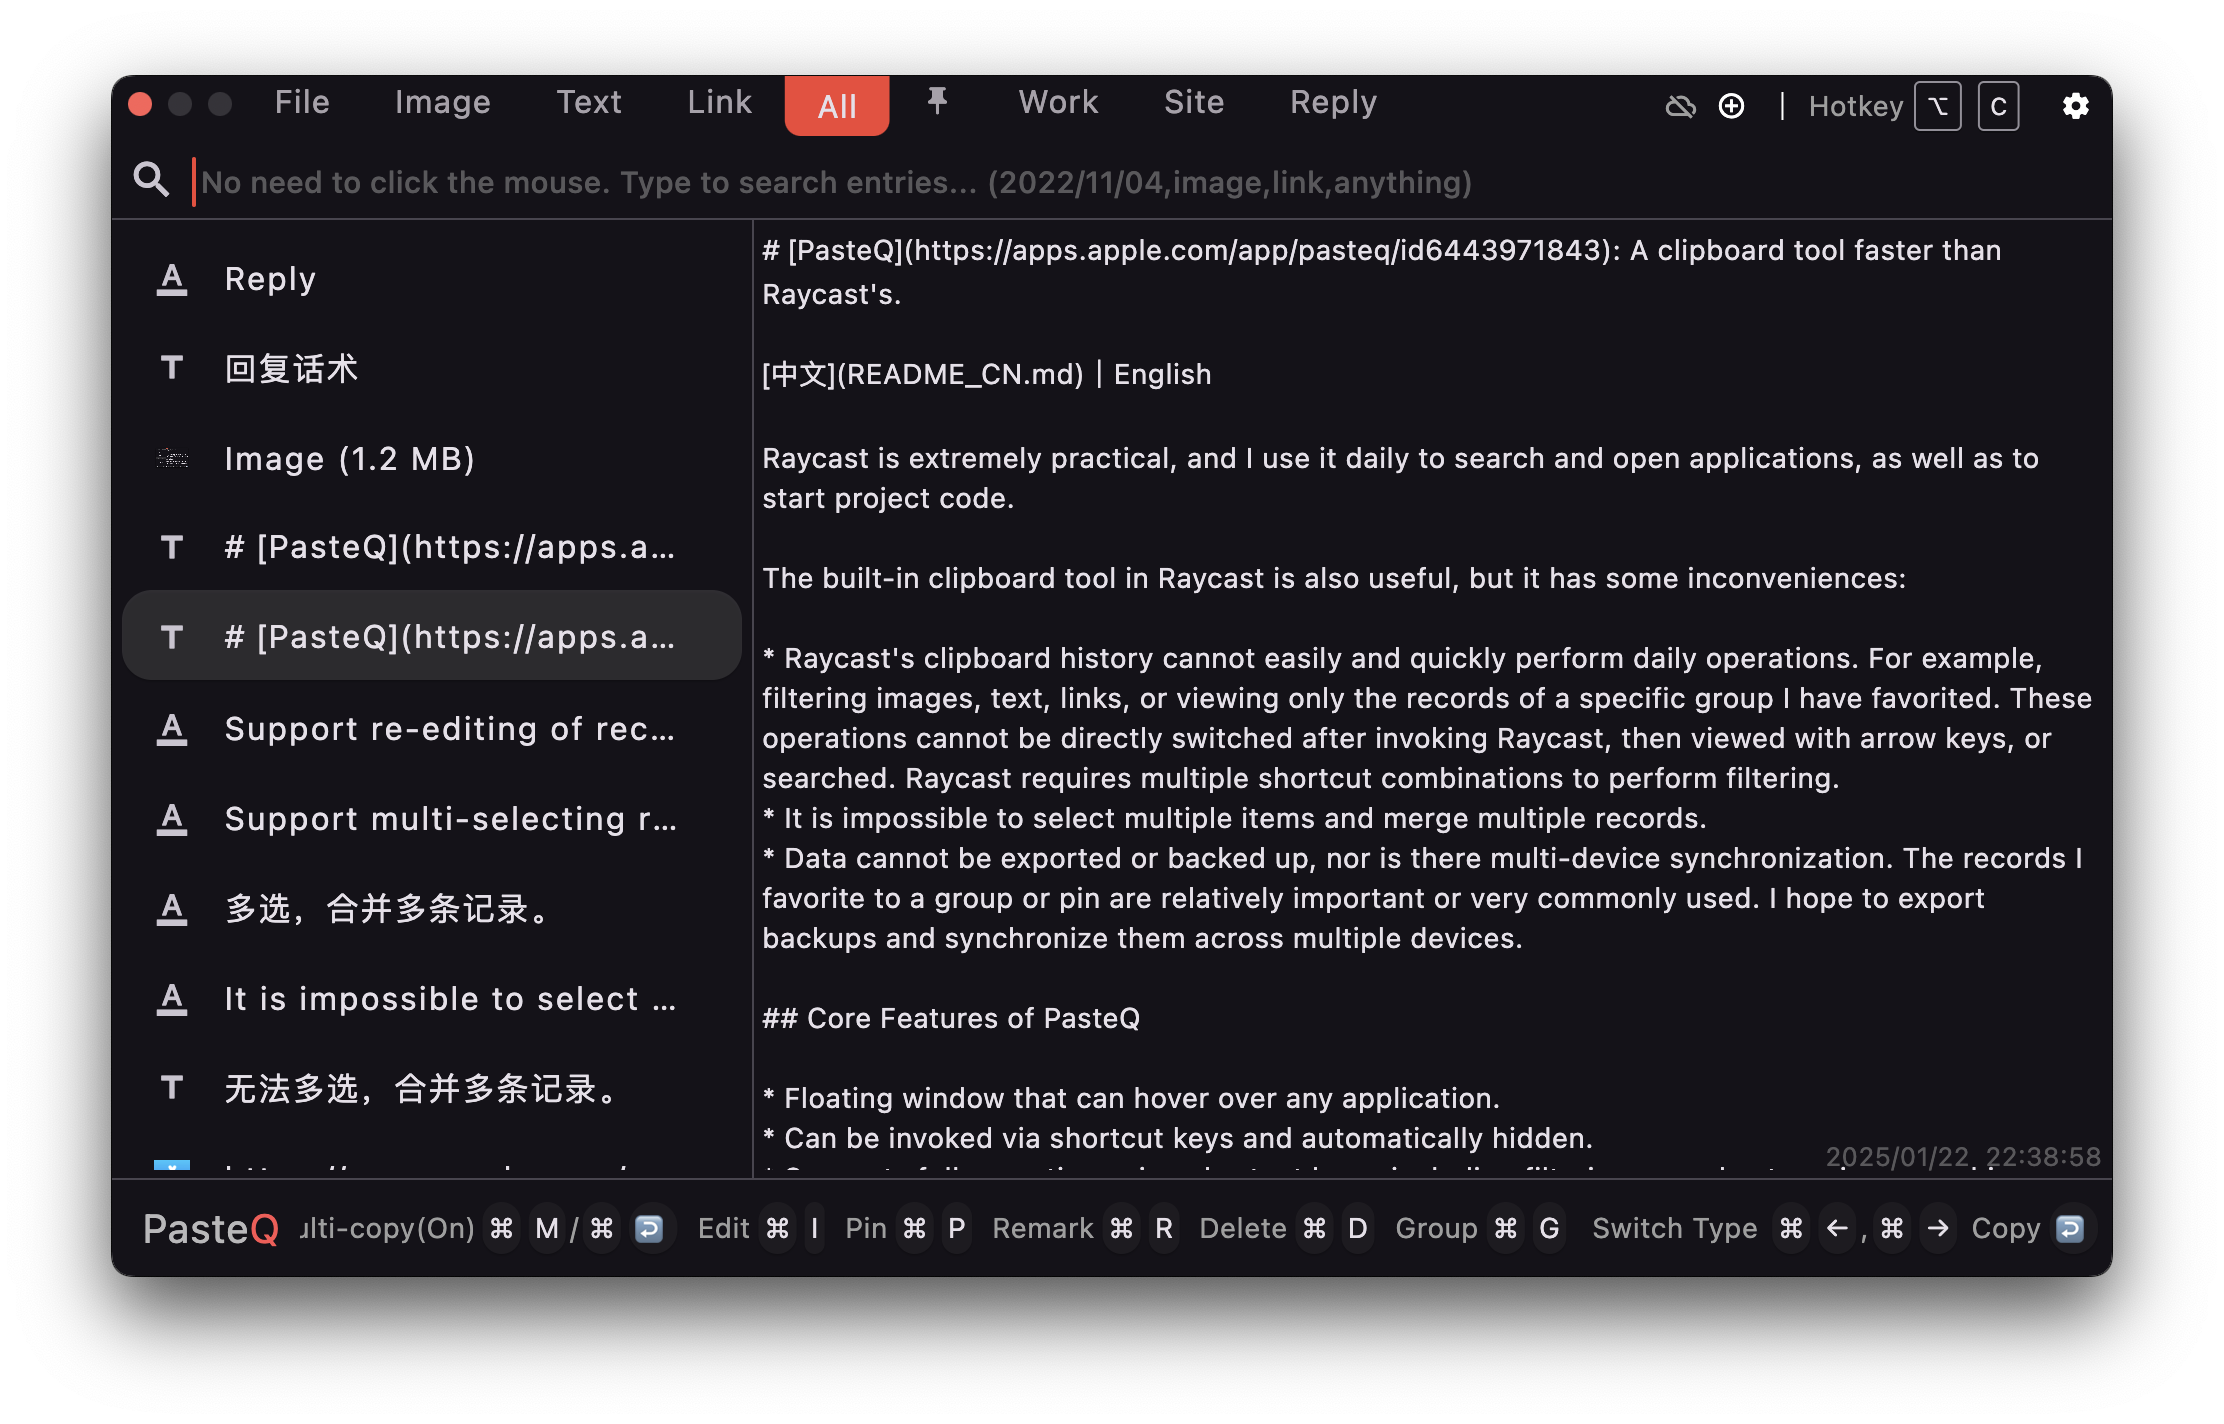 File Image Text Link All Work Site Reply Hotkey ⌥ C
No need to click the mouse. Type to search entries... (2022/11/04,image,link,anything)
Reply
回复话术
Image (1.2 MB)
# [PasteQ](https://apps.a...
# [PasteQ](https://apps.a...
Support re-editing of rec...
Support multi-selecting r...
多选，合并多条记录。
It is impossible to select ...
无法多选，合并多条记录。
# [PasteQ](https://apps.apple.com/app/pasteq/id6443971843): A clipboard tool faster than
Raycast's.
[中文](README_CN.md) | English
Raycast is extremely practical, and I use it daily to search and open applications, as well as to
start project code.
The built-in clipboard tool in Raycast is also useful, but it has some inconveniences:
* Raycast's clipboard history cannot easily and quickly perform daily operations. For example,
filtering images, text, links, or viewing only the records of a specific group I have favorited. These
operations cannot be directly switched after invoking Raycast, then viewed with arrow keys, or
searched. Raycast requires multiple shortcut combinations to perform filtering.
* It is impossible to select multiple items and merge multiple records.
* Data cannot be exported or backed up, nor is there multi-device synchronization. The records I
favorite to a group or pin are relatively important or very commonly used. I hope to export
backups and synchronize them across multiple devices.
## Core Features of PasteQ
* Floating window that can hover over any application.
* Can be invoked via shortcut keys and automatically hidden.
2025/01/22 22:38:58
PasteQ ulti-copy(On) ⌘ M / ⌘ ↩ Edit ⌘ I Pin ⌘ P Remark ⌘ R Delete ⌘ D Group ⌘ G Switch Type ⌘ ←, ⌘ → Copy ↩